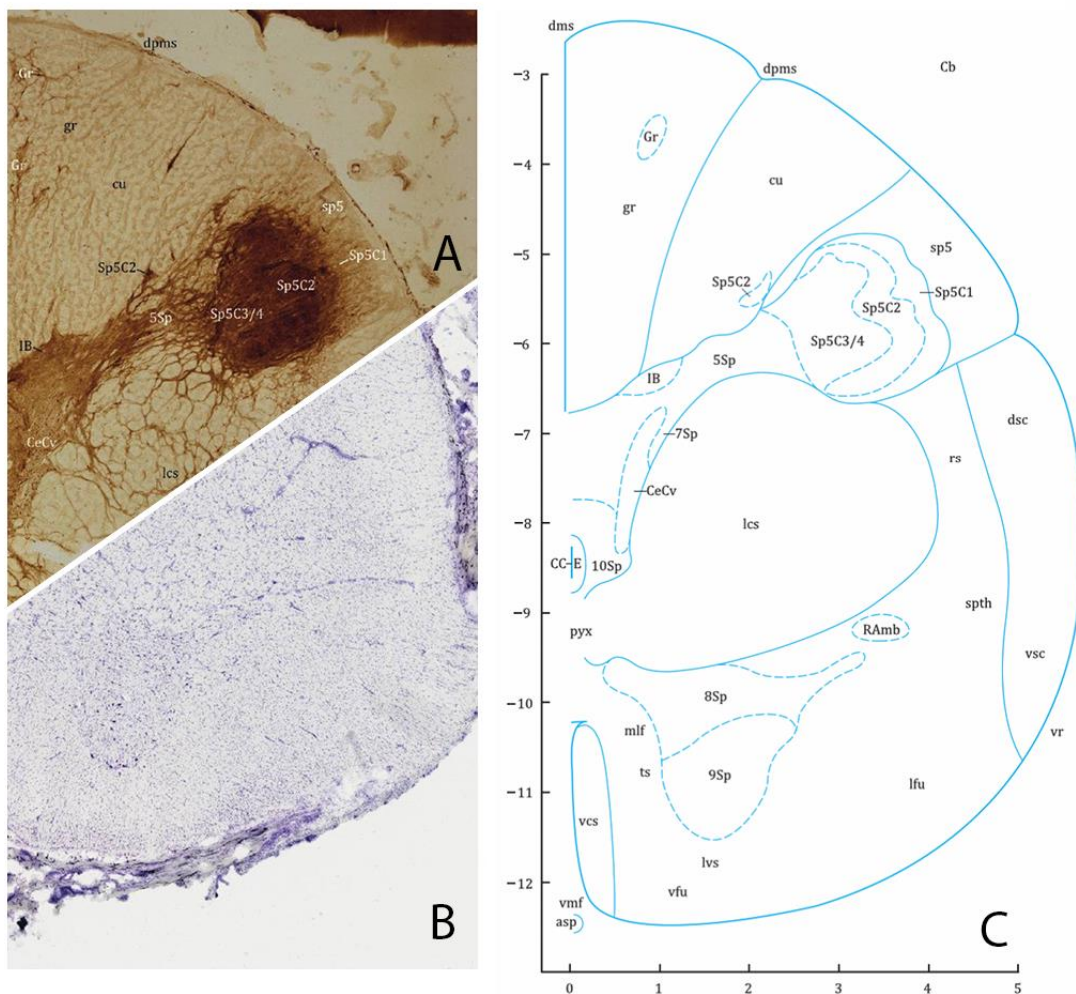 dpms
Gr
gr
Gr
cu
sp5
A
Sp5C1
Sp5C2
Sp5C2
5Sp
Sp5C3/4
IB
CeCv
lcs
B
dms
Cb
dpms
−3
Gr
−4
cu
gr
sp5
−5
Sp5C2
Sp5C1
Sp5C2
Sp5C3/4
−6
5Sp
IB
dsc
−7
7Sp
rs
CeCv
lcs
−8
CC E
10Sp
−9
spth
RAmb
pyx
vsc
−10
8Sp
mlf
vr
ts
9Sp
lfu
−11
vcs
lvs
vfu
−12
vmf
asp
C
0 1 2 3 4 5